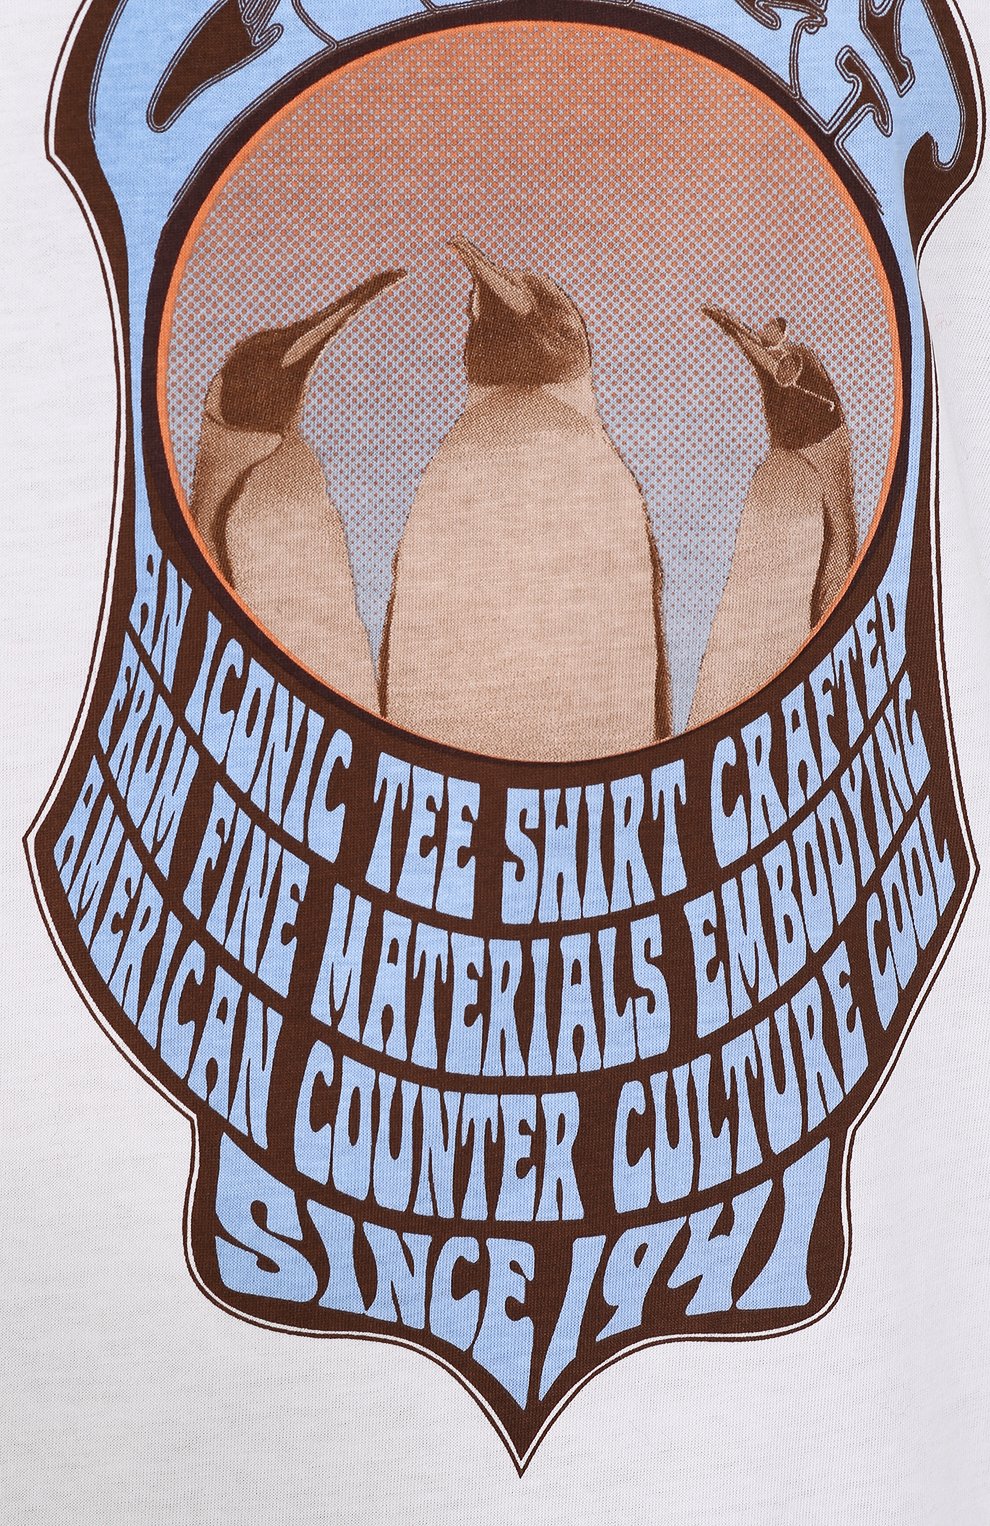 AN ICONIC TEE SHIRT CRAFTED
FROM FINE MATERIALS EMBODYING
AMERICAN COUNTER CULTURE COOL
SINCE 1941